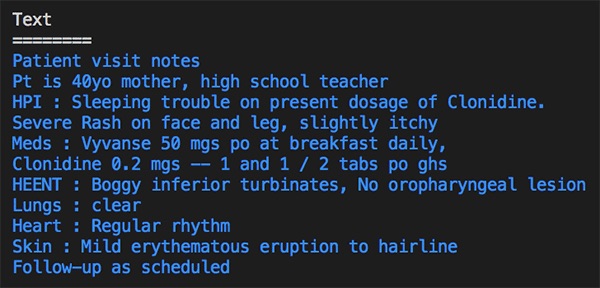 Text
========
Patient visit notes
Pt is 40yo mother, high school teacher
HPI : Sleeping trouble on present dosage of Clonidine.
Severe Rash on face and leg, slightly itchy
Meds : Vyvanse 50 mgs po at breakfast daily,
Clonidine 0.2 mgs -- 1 and 1 / 2 tabs po qhs
HEENT : Boggy inferior turbinates, No oropharyngeal lesion
Lungs : clear
Heart : Regular rhythm
Skin : Mild erythematous eruption to hairline
Follow-up as scheduled